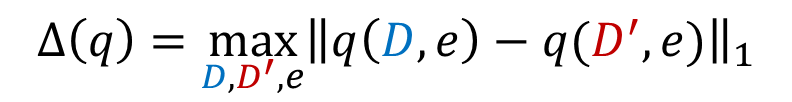 Δ(q) = max‖q(D, e) − q(D′, e)‖₁
D,D′,e